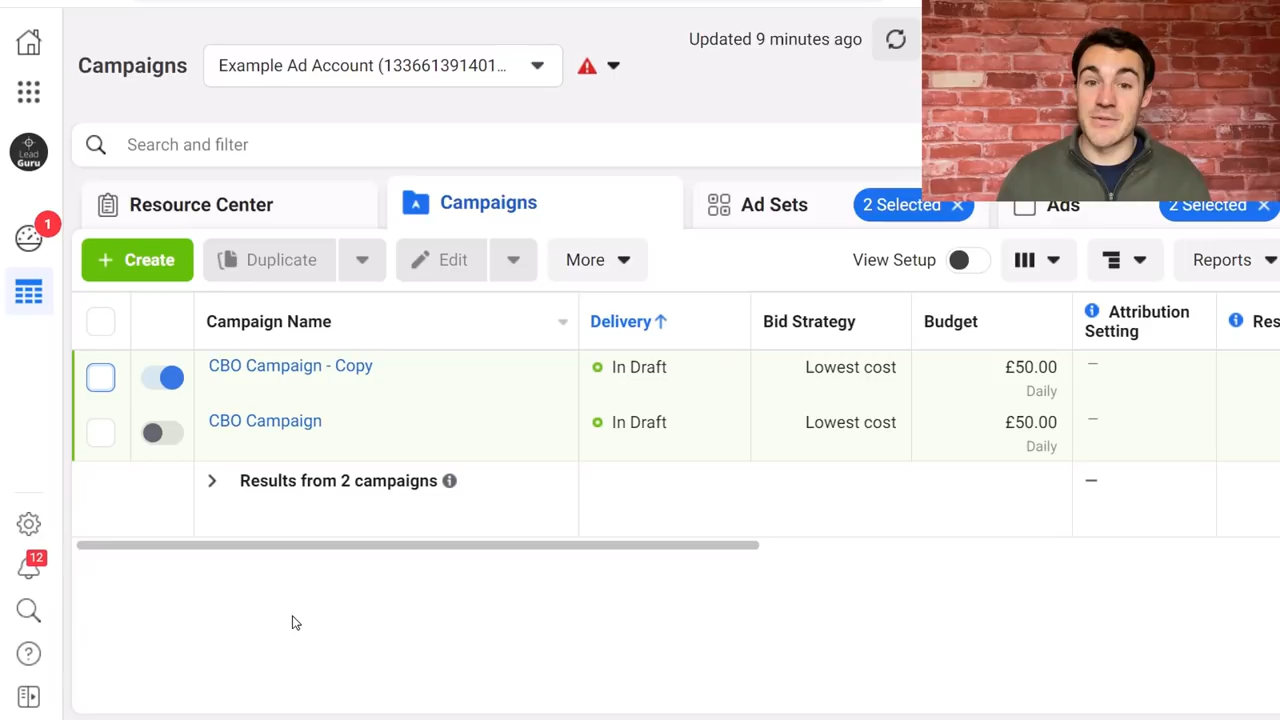 Updated 9 minutes ago
Campaigns
Example Ad Account (133661391401...
Search and filter
Lead
Guru
1
Resource Center
Campaigns
Ad Sets
2 Selected
Ads
2 Selected
Create
Duplicate
Edit
More
View Setup
Reports
Campaign Name
Delivery
Bid Strategy
Budget
Attribution
Setting
Res
CBO Campaign - Copy
In Draft
Lowest cost
£50.00
—
Daily
CBO Campaign
In Draft
Lowest cost
£50.00
—
Daily
Results from 2 campaigns
—
12